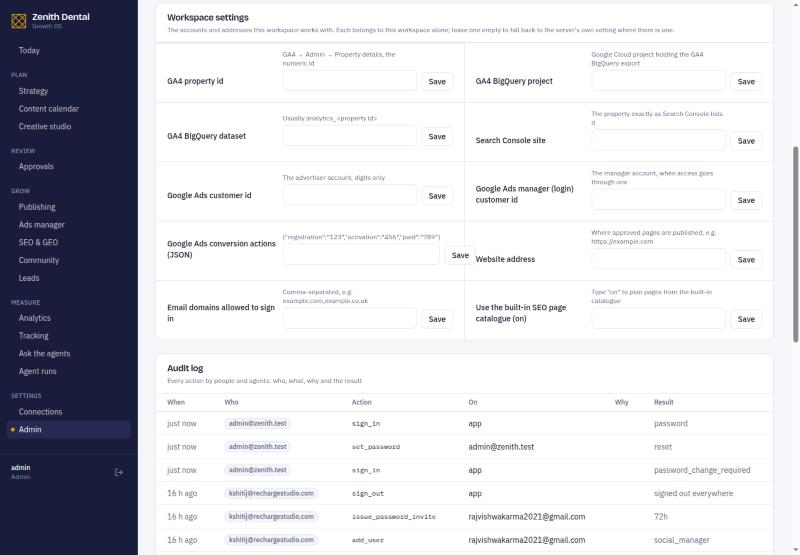 Zenith Dental
Growth OS
Today
PLAN
Strategy
Content calendar
Creative studio
REVIEW
Approvals
GROW
Publishing
Ads manager
SEO & GEO
Community
Leads
MEASURE
Analytics
Tracking
Ask the agents
Agent runs
SETTINGS
Connections
Admin
admin
Admin
Workspace settings
The accounts and addresses this workspace works with. Each belongs to this workspace alone; leave one empty to fall back to the server's own setting where there is one.
GA4 property id
GA4 → Admin → Property details, the
numeric id
Save
GA4 BigQuery project
Google Cloud project holding the GA4
BigQuery export
Save
GA4 BigQuery dataset
Usually analytics_<property id>
Save
Search Console site
The property exactly as Search Console lists
it
Save
Google Ads customer id
The advertiser account, digits only
Save
Google Ads manager (login)
customer id
The manager account, when access goes
through one
Save
Google Ads conversion actions
(JSON)
{"registration":"123","activation":"456","paid":"789"}
Save
Website address
Where approved pages are published, e.g.
https://example.com
Save
Email domains allowed to sign
in
Comma-separated, e.g.
example.com,example.co.uk
Save
Use the built-in SEO page
catalogue (on)
Type "on" to plan pages from the built-in
catalogue
Save
Audit log
Every action by people and agents: who, what, why and the result
When Who Action On Why Result
just now admin@zenith.test sign_in app password
just now admin@zenith.test set_password admin@zenith.test reset
just now admin@zenith.test sign_in app password_change_required
16 h ago kshitij@rechargestudio.com sign_out app signed out everywhere
16 h ago kshitij@rechargestudio.com issue_password_invite rajvishwakarma2021@gmail.com 72h
16 h ago kshitij@rechargestudio.com add_user rajvishwakarma2021@gmail.com social_manager